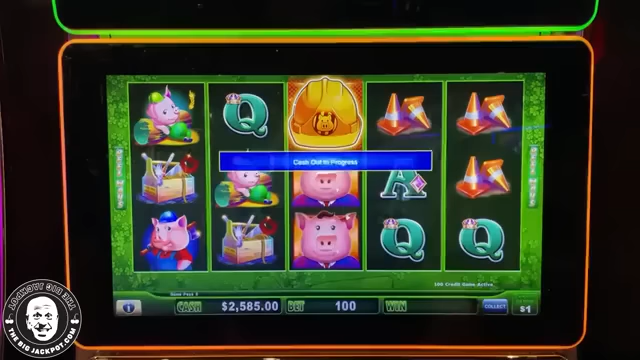 Q
Cash Out In Progress
A
Q
Q
100 Credit Game Active
CASH $2,585.00 BET 100 WIN
COLLECT
$1
THE BIG JACKPOT
THEBIGJACKPOT.COM